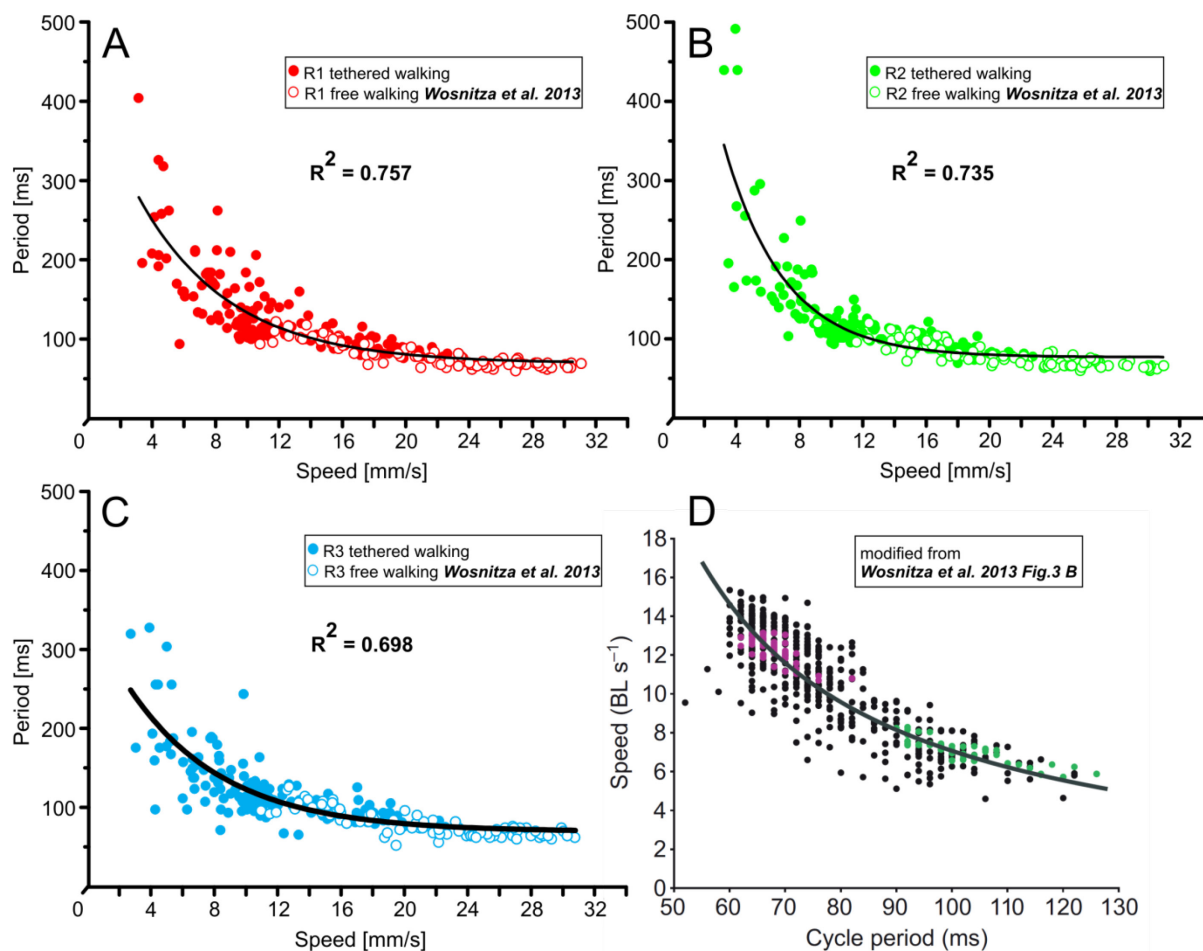 A
500
400
300
200
100
0
Period [ms]
R1 tethered walking
R1 free walking Wosnitza et al. 2013
R² = 0.757
4 8 12 16 20 24 28 32
Speed [mm/s]
B
500
400
300
200
100
0
Period [ms]
R2 tethered walking
R2 free walking Wosnitza et al. 2013
R² = 0.735
4 8 12 16 20 24 28 32
Speed [mm/s]
C
500
400
300
200
100
0
Period [ms]
R3 tethered walking
R3 free walking Wosnitza et al. 2013
R² = 0.698
4 8 12 16 20 24 28 32
Speed [mm/s]
D
18
16
14
12
10
8
6
4
2
0
Speed (BL s⁻¹)
modified from
Wosnitza et al. 2013 Fig.3 B
50 60 70 80 90 100 110 120 130
Cycle period (ms)